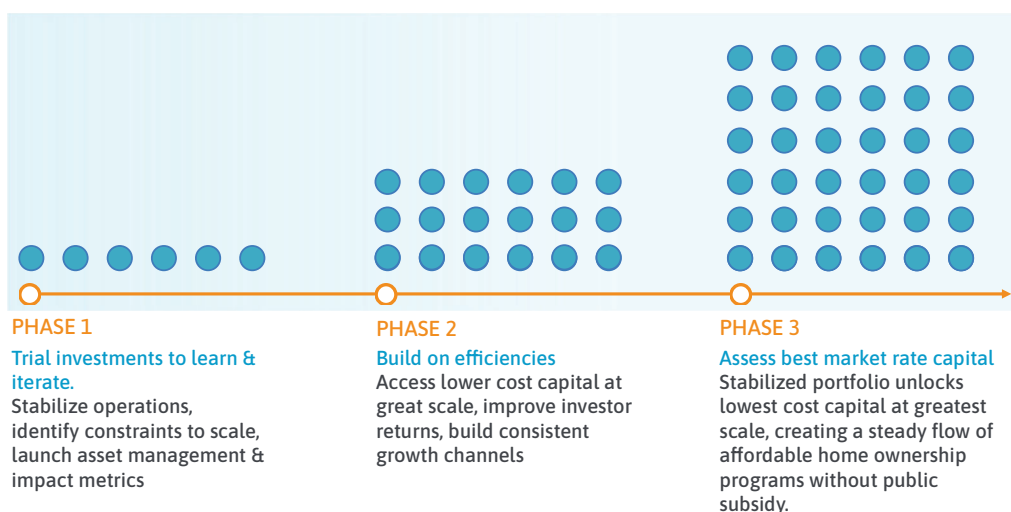 PHASE 1
Trial investments to learn &
iterate.
Stabilize operations,
identify constraints to scale,
launch asset management &
impact metrics
PHASE 2
Build on efficiencies
Access lower cost capital at
great scale, improve investor
returns, build consistent
growth channels
PHASE 3
Assess best market rate capital
Stabilized portfolio unlocks
lowest cost capital at greatest
scale, creating a steady flow of
affordable home ownership
programs without public
subsidy.